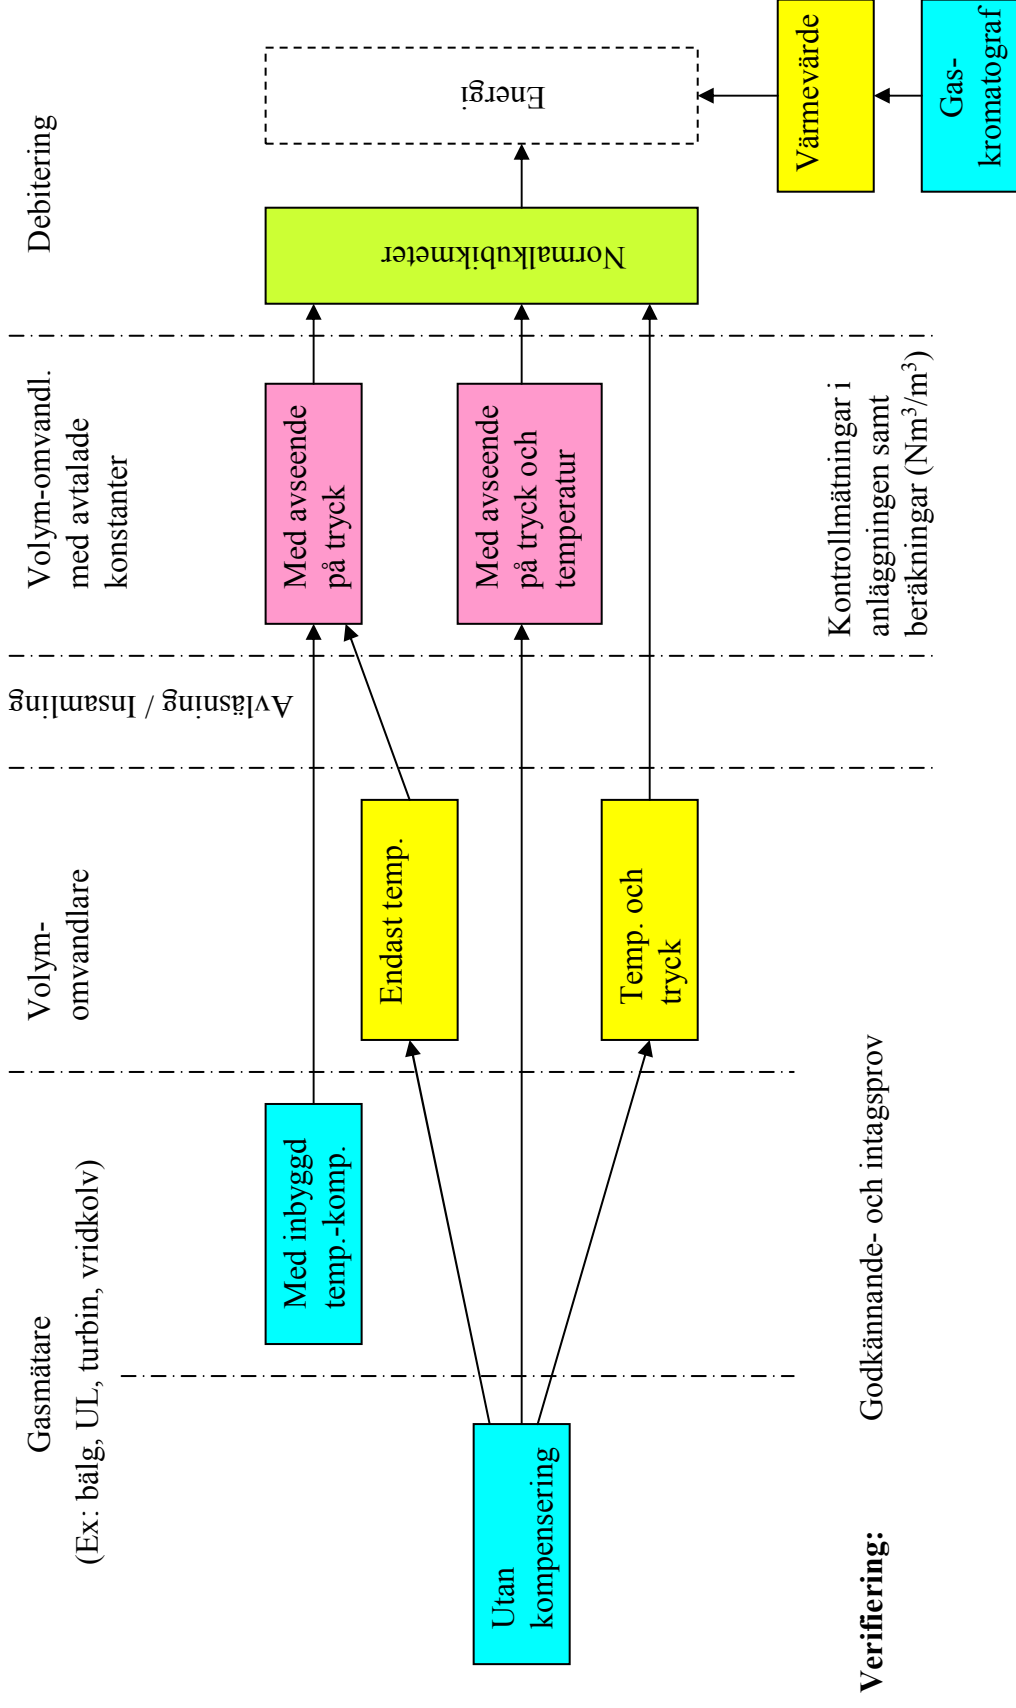 Gasmätare
(Ex: bälg, UL, turbin, vridkolv)
Volym-
omvandlare
Avläsning / Insamling
Volym-omvandl.
med avtalade
konstanter
Debitering
Med inbyggd
temp.-komp.
Utan
kompensering
Endast temp.
Temp. och
tryck
Med avseende
på tryck
Med avseende
på tryck och
temperatur
Normalkubikmeter
Energi
Värmevärde
Gas-
kromatograf
Verifiering:
Godkännande- och intagsprov
Kontrollmätningar i
anläggningen samt
beräkningar (Nm³/m³)